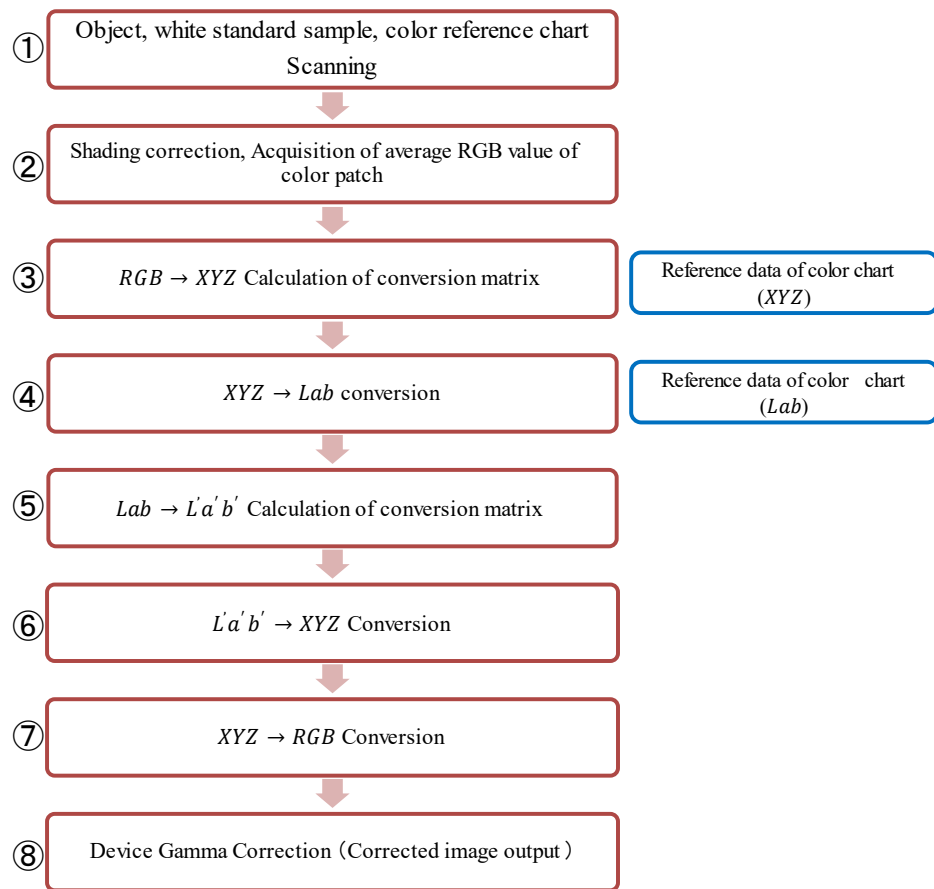 ①
Object, white standard sample, color reference chart
Scanning
②
Shading correction, Acquisition of average RGB value of
color patch
③
RGB → XYZ Calculation of conversion matrix
Reference data of color chart
(XYZ)
④
XYZ → Lab conversion
Reference data of color chart
(Lab)
⑤
Lab → L'a'b' Calculation of conversion matrix
⑥
L'a'b' → XYZ Conversion
⑦
XYZ → RGB Conversion
⑧
Device Gamma Correction (Corrected image output)